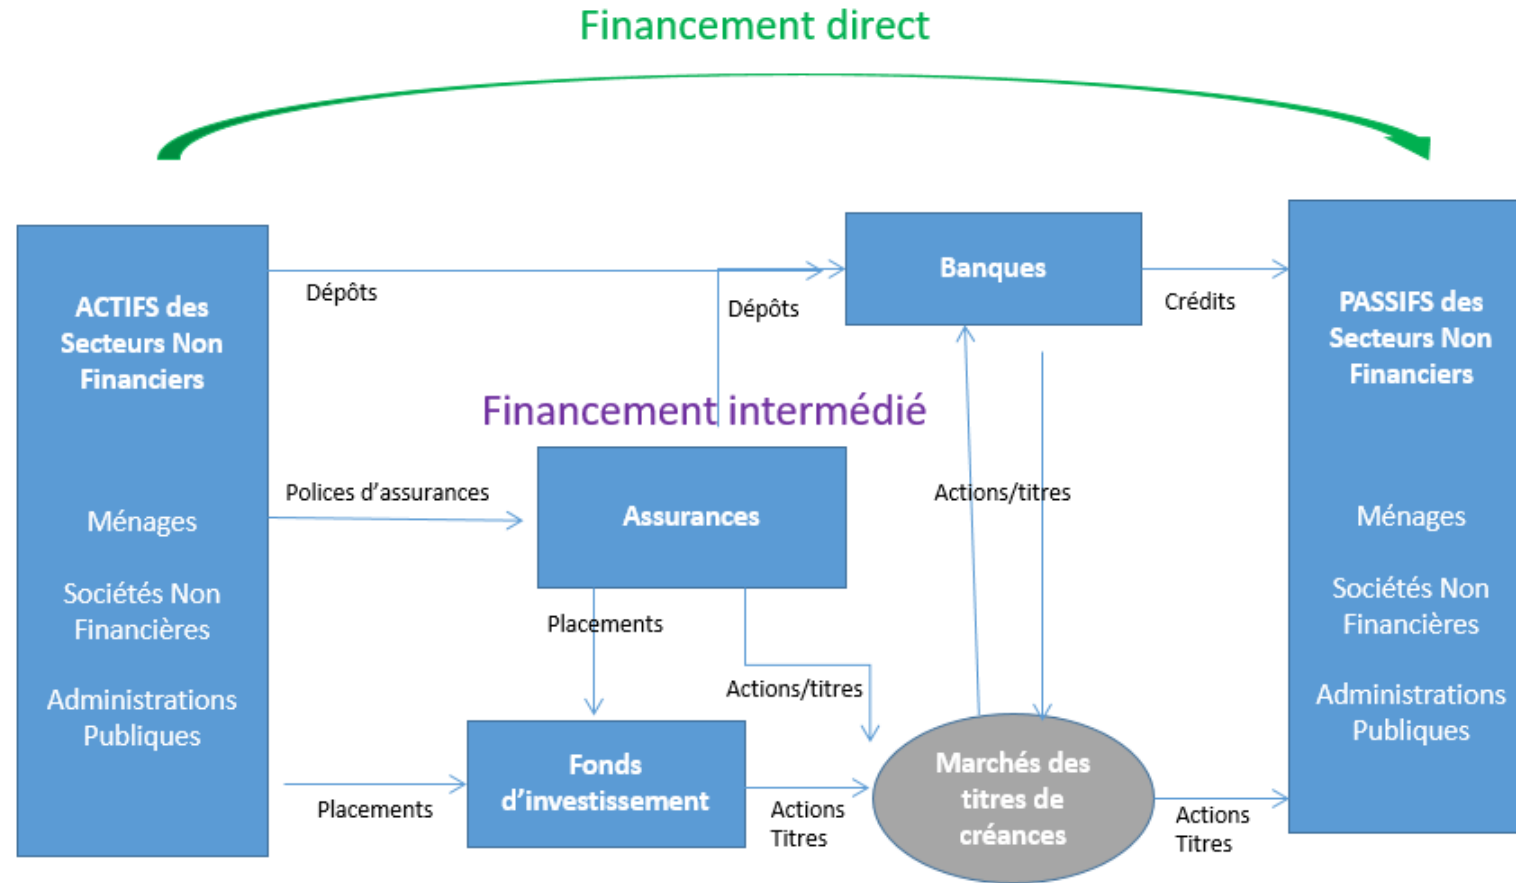 Financement direct
ACTIFS des
Secteurs Non
Financiers
Ménages
Sociétés Non
Financières
Administrations
Publiques
Dépôts
Dépôts
Banques
Crédits
Financement intermédié
Polices d’assurances
Assurances
Actions/titres
Placements
Actions/titres
Placements
Fonds
d’investissement
Actions
Titres
Marchés des
titres de
créances
Actions
Titres
PASSIFS des
Secteurs Non
Financiers
Ménages
Sociétés Non
Financières
Administrations
Publiques